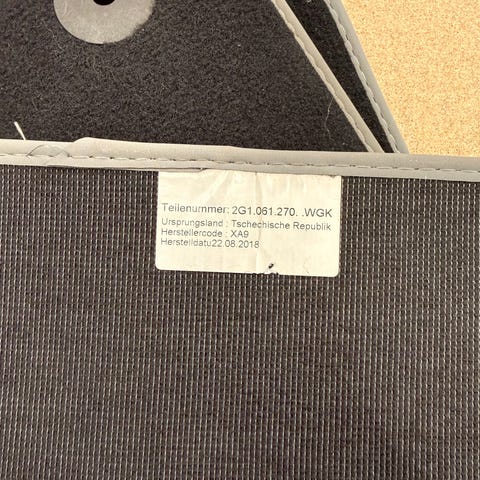 Teilenummer: 2G1.061.270. .WGK
Ursprungsland : Tschechische Republik
Herstellercode : XA9
Herstelldatu22.08.2018